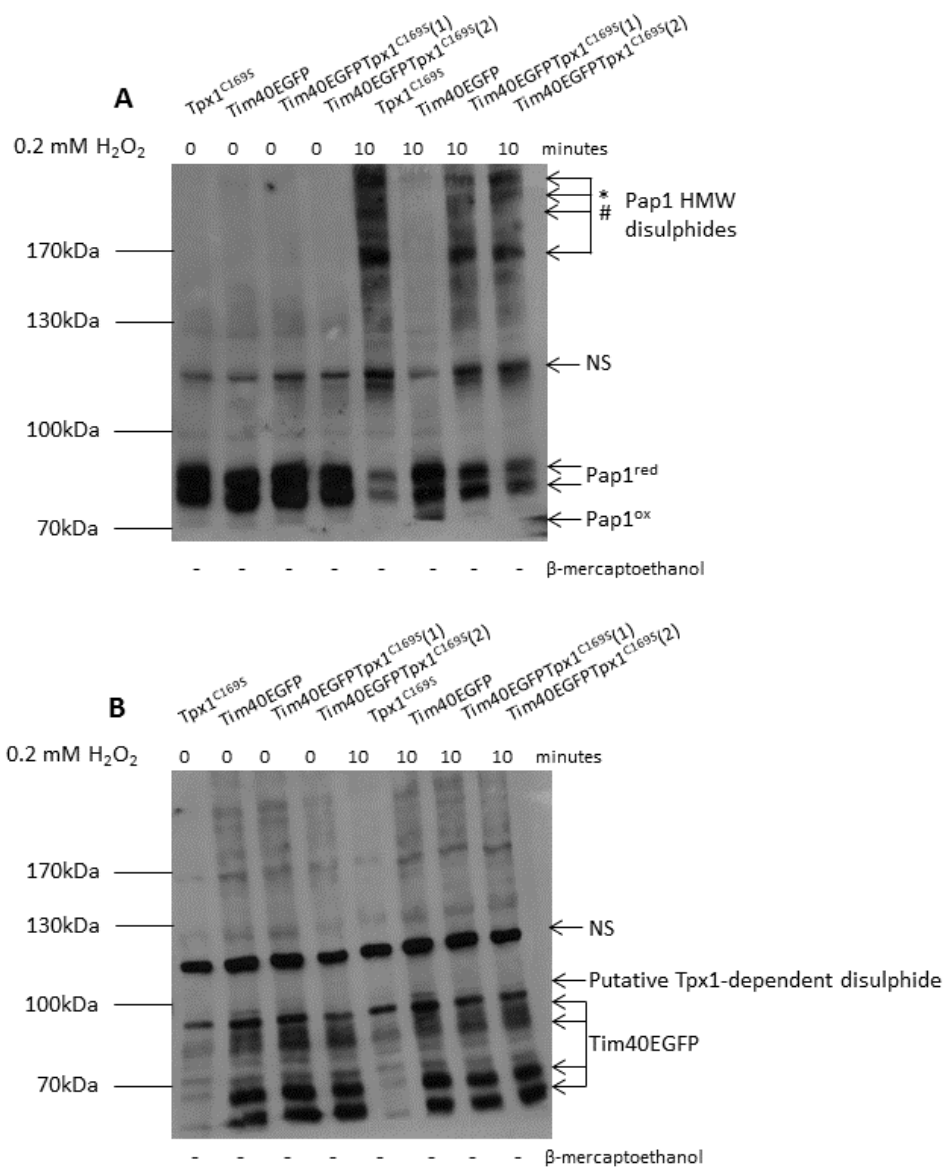 A
Tpx1C169S Tim40EGFP Tim40EGFPTpx1C169S(1) Tim40EGFPTpx1C169S(2) Tpx1C169S Tim40EGFP Tim40EGFPTpx1C169S(1) Tim40EGFPTpx1C169S(2)
0.2 mM H2O2 0 0 0 0 10 10 10 10 minutes
* Pap1 HMW
# disulphides
170kDa
130kDa
NS
100kDa
Pap1red
Pap1ox
70kDa
- - - - - - - - β-mercaptoethanol
B
Tpx1C169S Tim40EGFP Tim40EGFPTpx1C169S(1) Tim40EGFPTpx1C169S(2) Tpx1C169S Tim40EGFP Tim40EGFPTpx1C169S(1) Tim40EGFPTpx1C169S(2)
0.2 mM H2O2 0 0 0 0 10 10 10 10 minutes
170kDa
130kDa
NS
Putative Tpx1-dependent disulphide
100kDa
Tim40EGFP
70kDa
- - - - - - - - β-mercaptoethanol